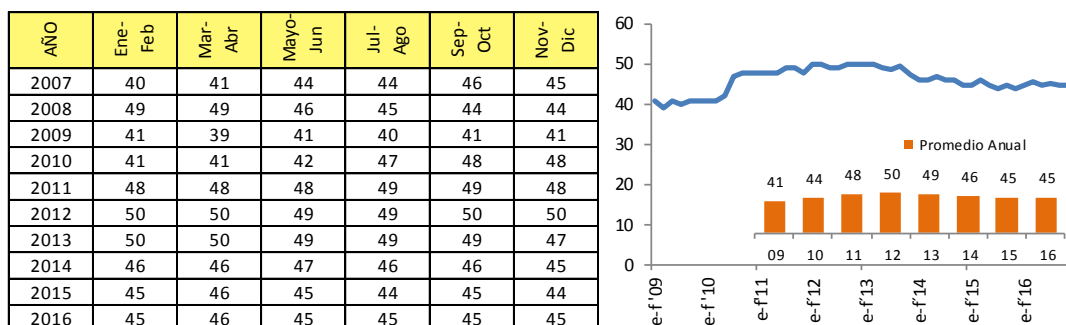 AÑO Ene-Feb Mar-Abr Mayo-Jun Jul-Ago Sep-Oct Nov-Dic
2007 40 41 44 44 46 45
2008 49 49 46 45 44 44
2009 41 39 41 40 41 41
2010 41 41 42 47 48 48
2011 48 48 48 49 49 48
2012 50 50 49 49 50 50
2013 50 50 49 49 49 47
2014 46 46 47 46 46 45
2015 45 46 45 44 45 44
2016 45 46 45 45 45 45
60
50
40
30
20
10
0
Promedio Anual
41 44 48 50 49 46 45 45
09 10 11 12 13 14 15 16
e-f '09 e-f '10 e-f'11 e-f'12 e-f'13 e-f'14 e-f'15 e-f'16